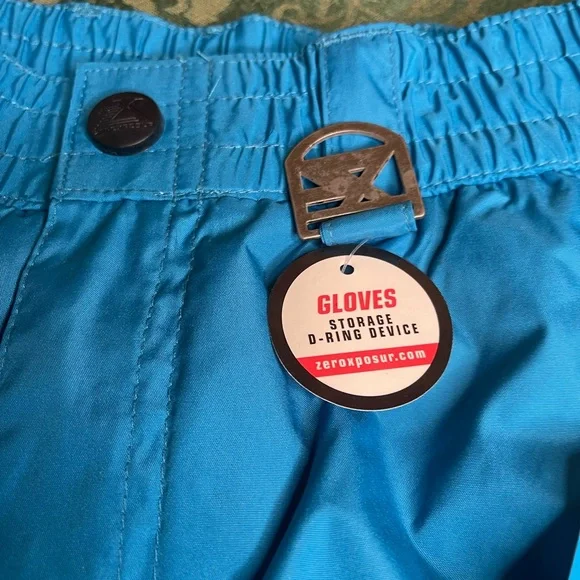 GLOVES
STORAGE
D-RING DEVICE
zeroxposur.com